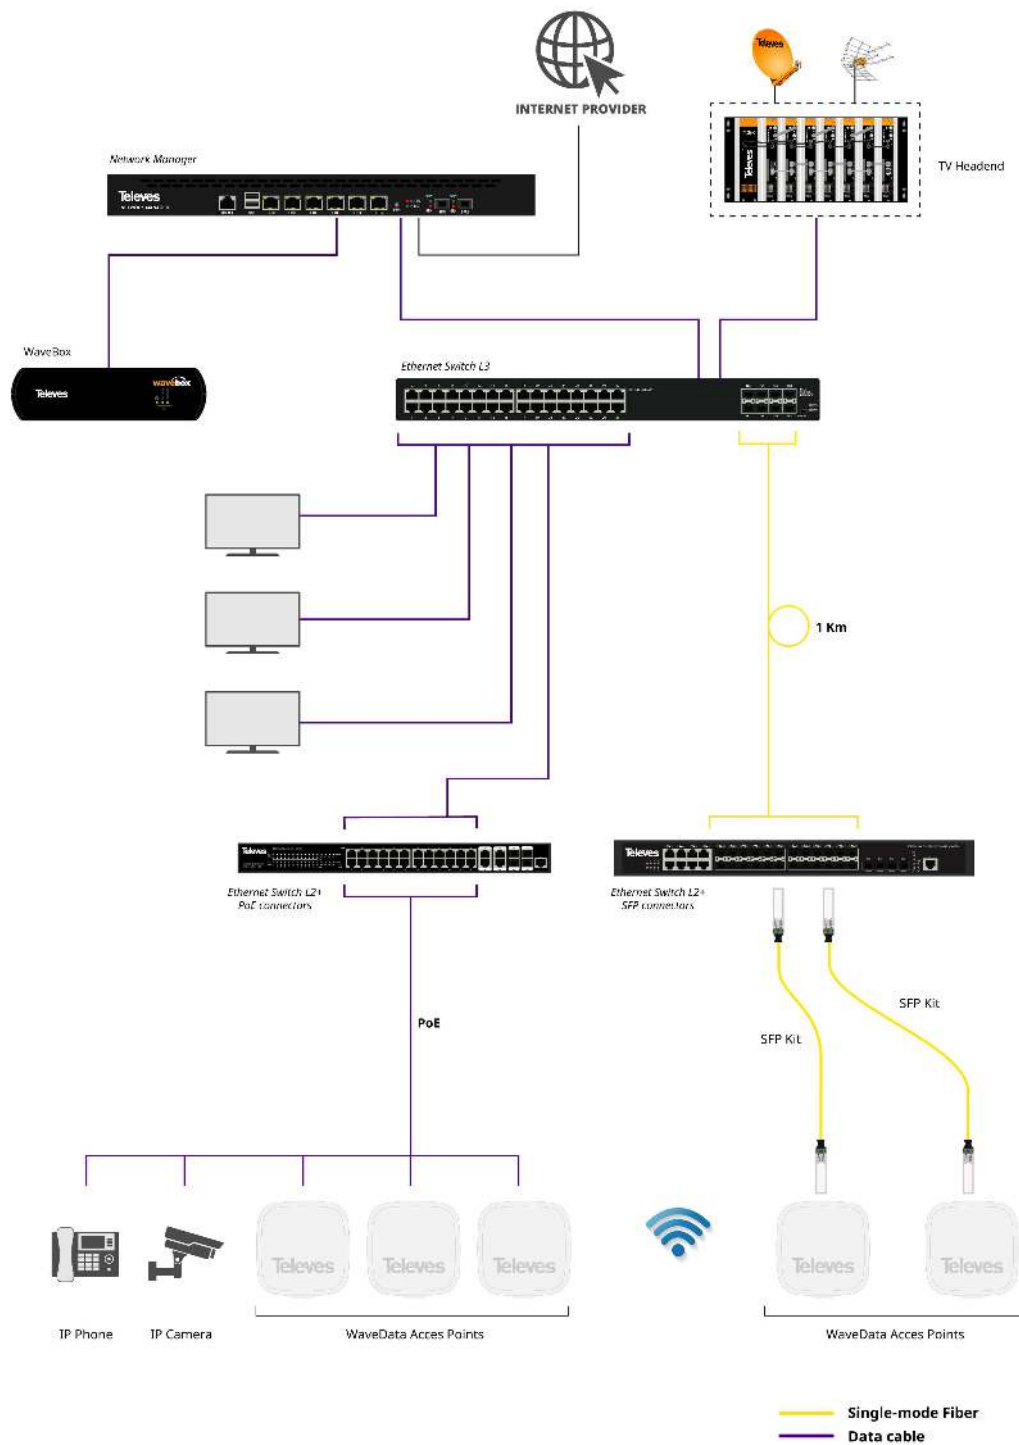 Televes
INTERNET PROVIDER
Network Manager
Televes
TV Headend
Televes
WaveBox
Televes
wavebox
Ethernet Switch L3
1 Km
Televes
Televes
Ethernet Switch L2+
PoE connectors
Ethernet Switch L2+
SFP connectors
SFP Kit
PoE
SFP Kit
Televes
Televes
Televes
Televes
Televes
IP Phone
IP Camera
WaveData Acces Points
WaveData Acces Points
Single-mode Fiber
Data cable